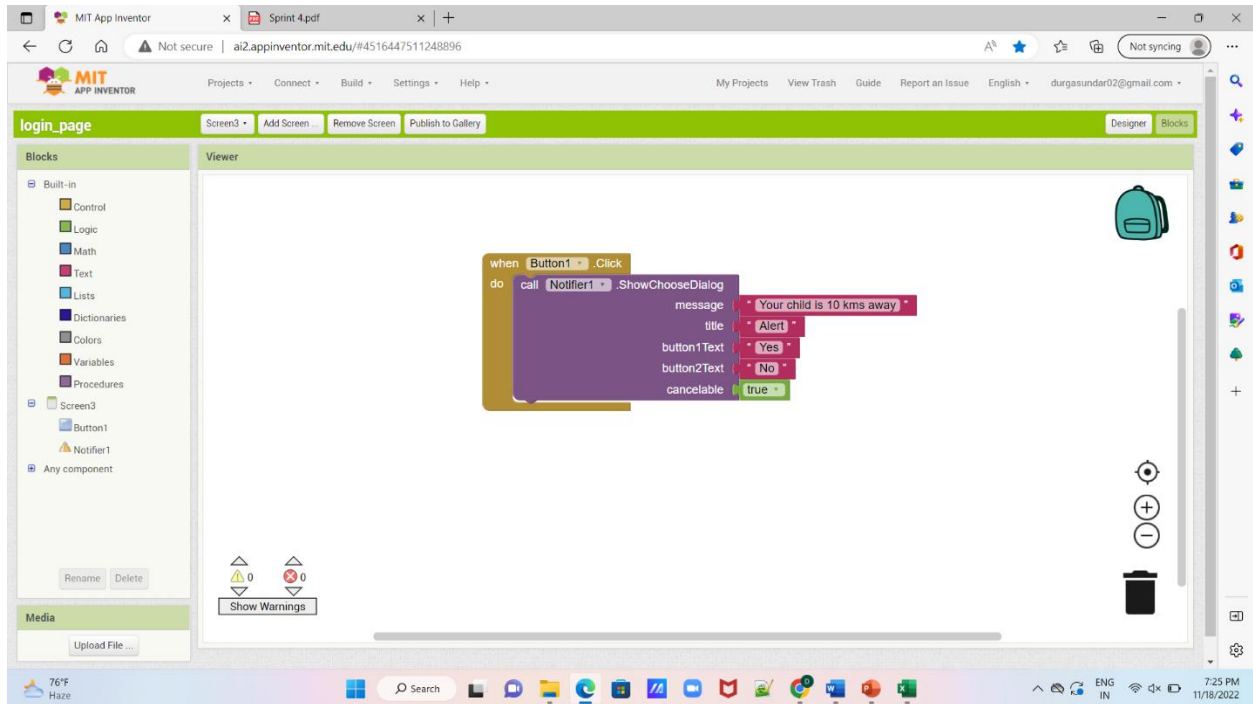 MIT App Inventor
Sprint 4.pdf
Not secure | ai2.appinventor.mit.edu/#4516447511248896
Not syncing
MIT
APP INVENTOR
Projects Connect Build Settings Help My Projects View Trash Guide Report an Issue English durgasundar02@gmail.com
login_page
Screen3 Add Screen ... Remove Screen Publish to Gallery Designer Blocks
Blocks
Viewer
Built-in
Control
Logic
Math
Text
Lists
Dictionaries
Colors
Variables
Procedures
Screen3
Button1
Notifier1
Any component
Rename Delete
Media
Upload File ...
when Button1 .Click
do call Notifier1 .ShowChooseDialog
message " Your child is 10 kms away "
title " Alert "
button1Text " Yes "
button2Text " No "
cancelable true
0 0
Show Warnings
76°F
Haze
Search
ENG
IN
7:25 PM
11/18/2022